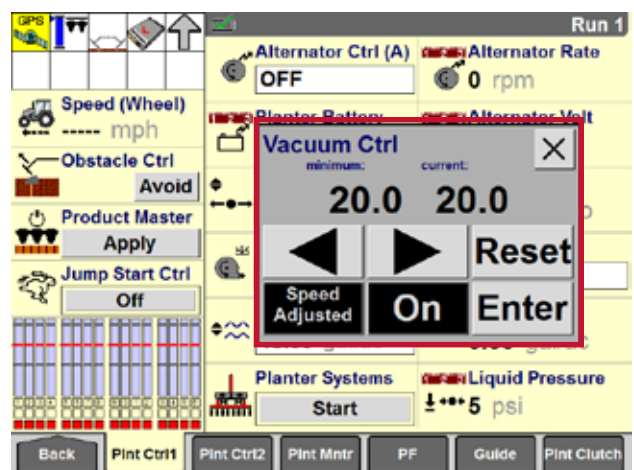 GPS
Run 1
Alternator Ctrl (A)
OFF
Alternator Rate
0 rpm
Speed (Wheel)
----- mph
Planter Battery
Alternator Volt
Obstacle Ctrl
Avoid
Product Master
Apply
Jump Start Ctrl
Off
Vacuum Ctrl
minimum:
current:
20.0
20.0
Reset
Speed
Adjusted
On
Enter
Planter Systems
Start
Liquid Pressure
5 psi
Back
Plnt Ctrl1
Plnt Ctrl2
Plnt Mntr
PF
Guide
Plnt Clutch